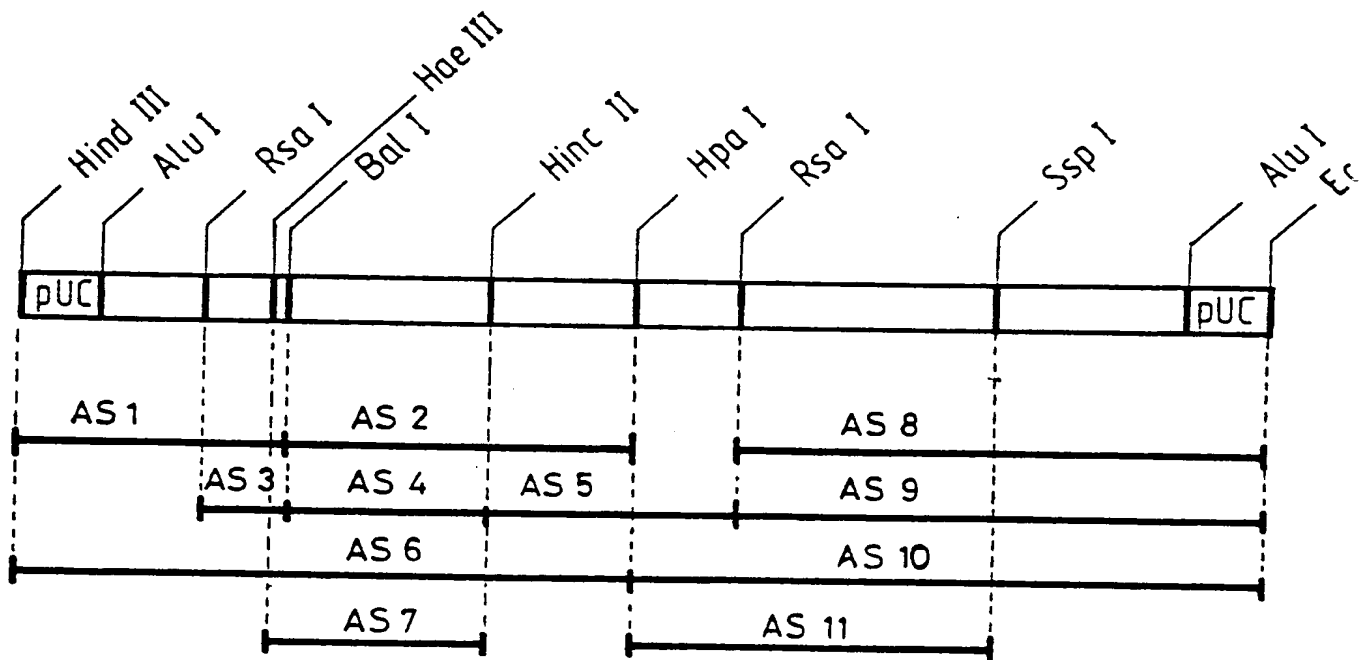 Hind III
Alu I
Rsa I
Hae III
Bal I
Hinc II
Hpa I
Rsa I
Ssp I
Alu I
pUC
pUC
AS 1
AS 2
AS 8
AS 3
AS 4
AS 5
AS 9
AS 6
AS 10
AS 7
AS 11